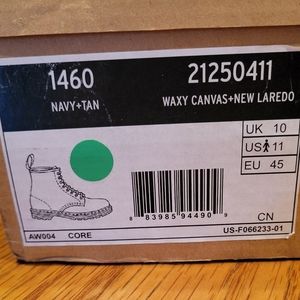 1460
21250411
NAVY+TAN
WAXY CANVAS+NEW LAREDO
UK 10
US 11
EU 45
8 83985 94490 9
CN
AW004 CORE
US-F066233-01